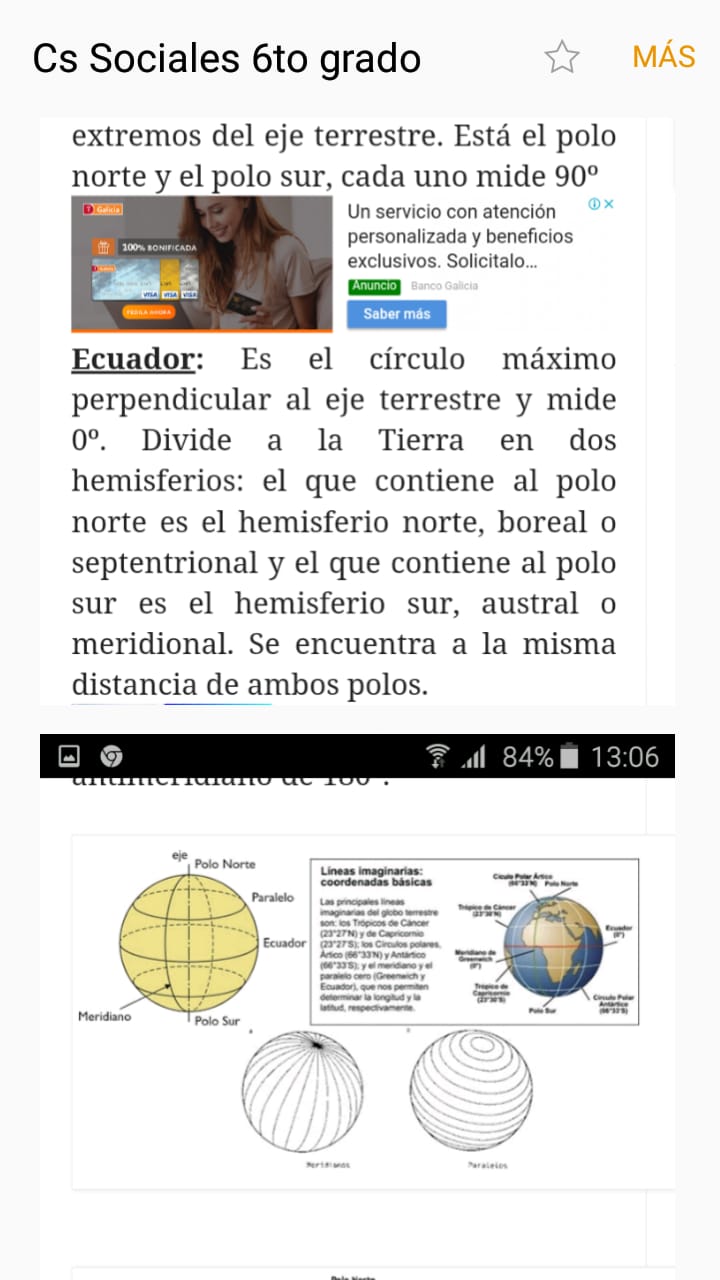 Cs Sociales 6to grado
MÁS
extremos del eje terrestre. Está el polo
norte y el polo sur, cada uno mide 90º
Galicia
100% BONIFICADA
VISA VISA VISA
PEDILA AHORA
Un servicio con atención
personalizada y beneficios
exclusivos. Solicitalo...
Anuncio Banco Galicia
Saber más
Ecuador: Es el círculo máximo
perpendicular al eje terrestre y mide
0º. Divide a la Tierra en dos
hemisferios: el que contiene al polo
norte es el hemisferio norte, boreal o
septentrional y el que contiene al polo
sur es el hemisferio sur, austral o
meridional. Se encuentra a la misma
distancia de ambos polos.
84% 13:06
antimeridiano de 180º.
eje
Polo Norte
Paralelo
Ecuador
Meridiano
Polo Sur
Líneas imaginarias:
coordenadas básicas
Las principales líneas
imaginarias del globo terrestre
son: los Trópicos de Cáncer
(23°27'N) y de Capricornio
(23°27'S); los Círculos polares,
Ártico (66°33'N) y Antártico
(66°33'S); y el meridiano y el
paralelo cero (Greenwich y
Ecuador), que nos permiten
determinar la longitud y la
latitud, respectivamente.
Círculo Polar Ártico
(66°33'N)
Polo Norte
Trópico de Cáncer
(23°30'N)
Ecuador
(0°)
Meridiano de
Greenwich
(0°)
Trópico de
Capricornio
(23°30'S)
Polo Sur
Círculo Polar
Antártico
(66°33'S)
Meridianos
Paralelos
Polo Norte